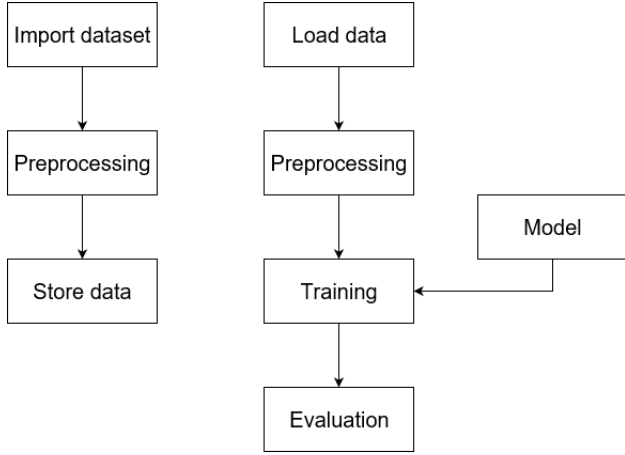 Import dataset
Load data
Preprocessing
Preprocessing
Model
Store data
Training
Evaluation